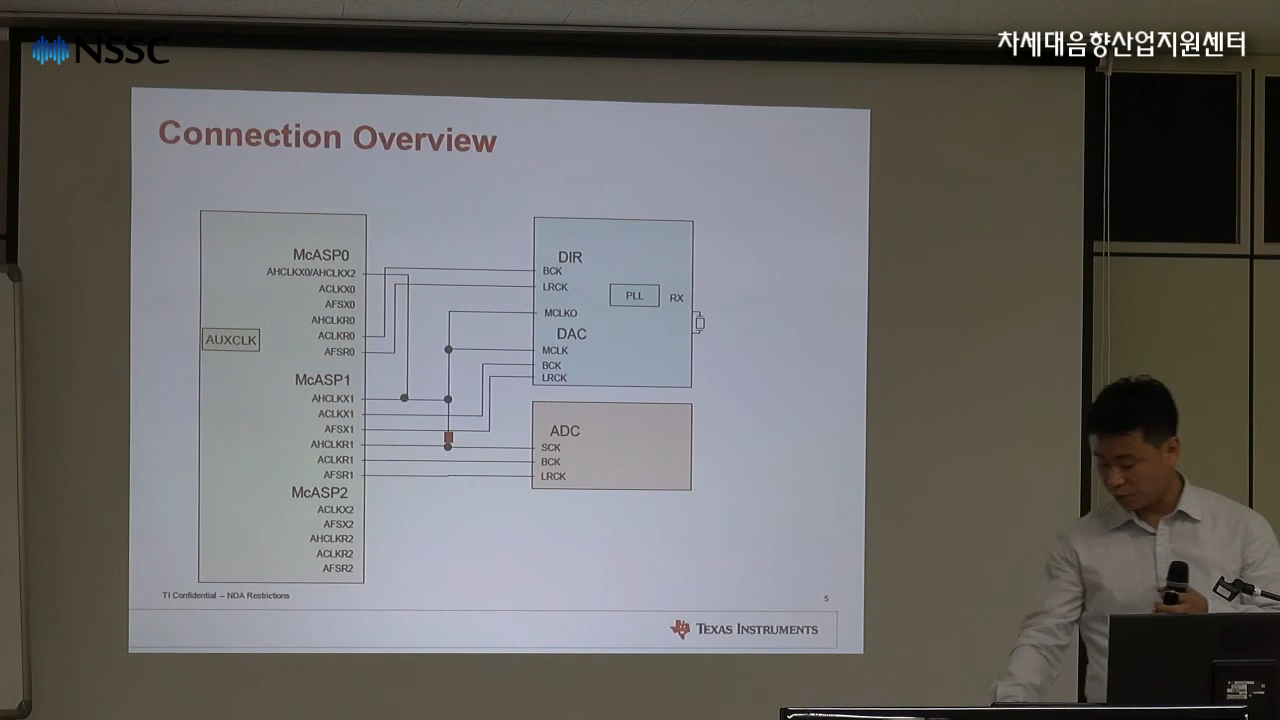 NSSC
차세대음향산업지원센터
Connection Overview
McASP0
AHCLKX0/AHCLKX2
ACLKX0
AFSX0
AHCLKR0
ACLKR0
AFSR0
AUXCLK
McASP1
AHCLKX1
ACLKX1
AFSX1
AHCLKR1
ACLKR1
AFSR1
McASP2
ACLKX2
AFSX2
AHCLKR2
ACLKR2
AFSR2
DIR
BCK
LRCK
PLL
RX
MCLKO
DAC
MCLK
BCK
LRCK
ADC
SCK
BCK
LRCK
TI Confidential – NDA Restrictions
5
TEXAS INSTRUMENTS